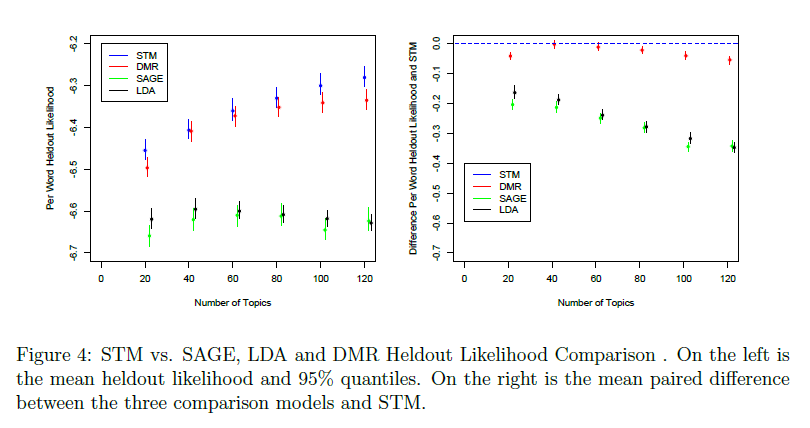 -6.2
-6.3
-6.4
-6.5
-6.6
-6.7
Per Word Heldout Likelihood
STM
DMR
SAGE
LDA
0 20 40 60 80 100 120
Number of Topics
0.0
-0.1
-0.2
-0.3
-0.4
-0.5
-0.6
-0.7
Difference Per Word Heldout Likelihood and STM
STM
DMR
SAGE
LDA
0 20 40 60 80 100 120
Number of Topics
Figure 4: STM vs. SAGE, LDA and DMR Heldout Likelihood Comparison . On the left is
the mean heldout likelihood and 95% quantiles. On the right is the mean paired difference
between the three comparison models and STM.